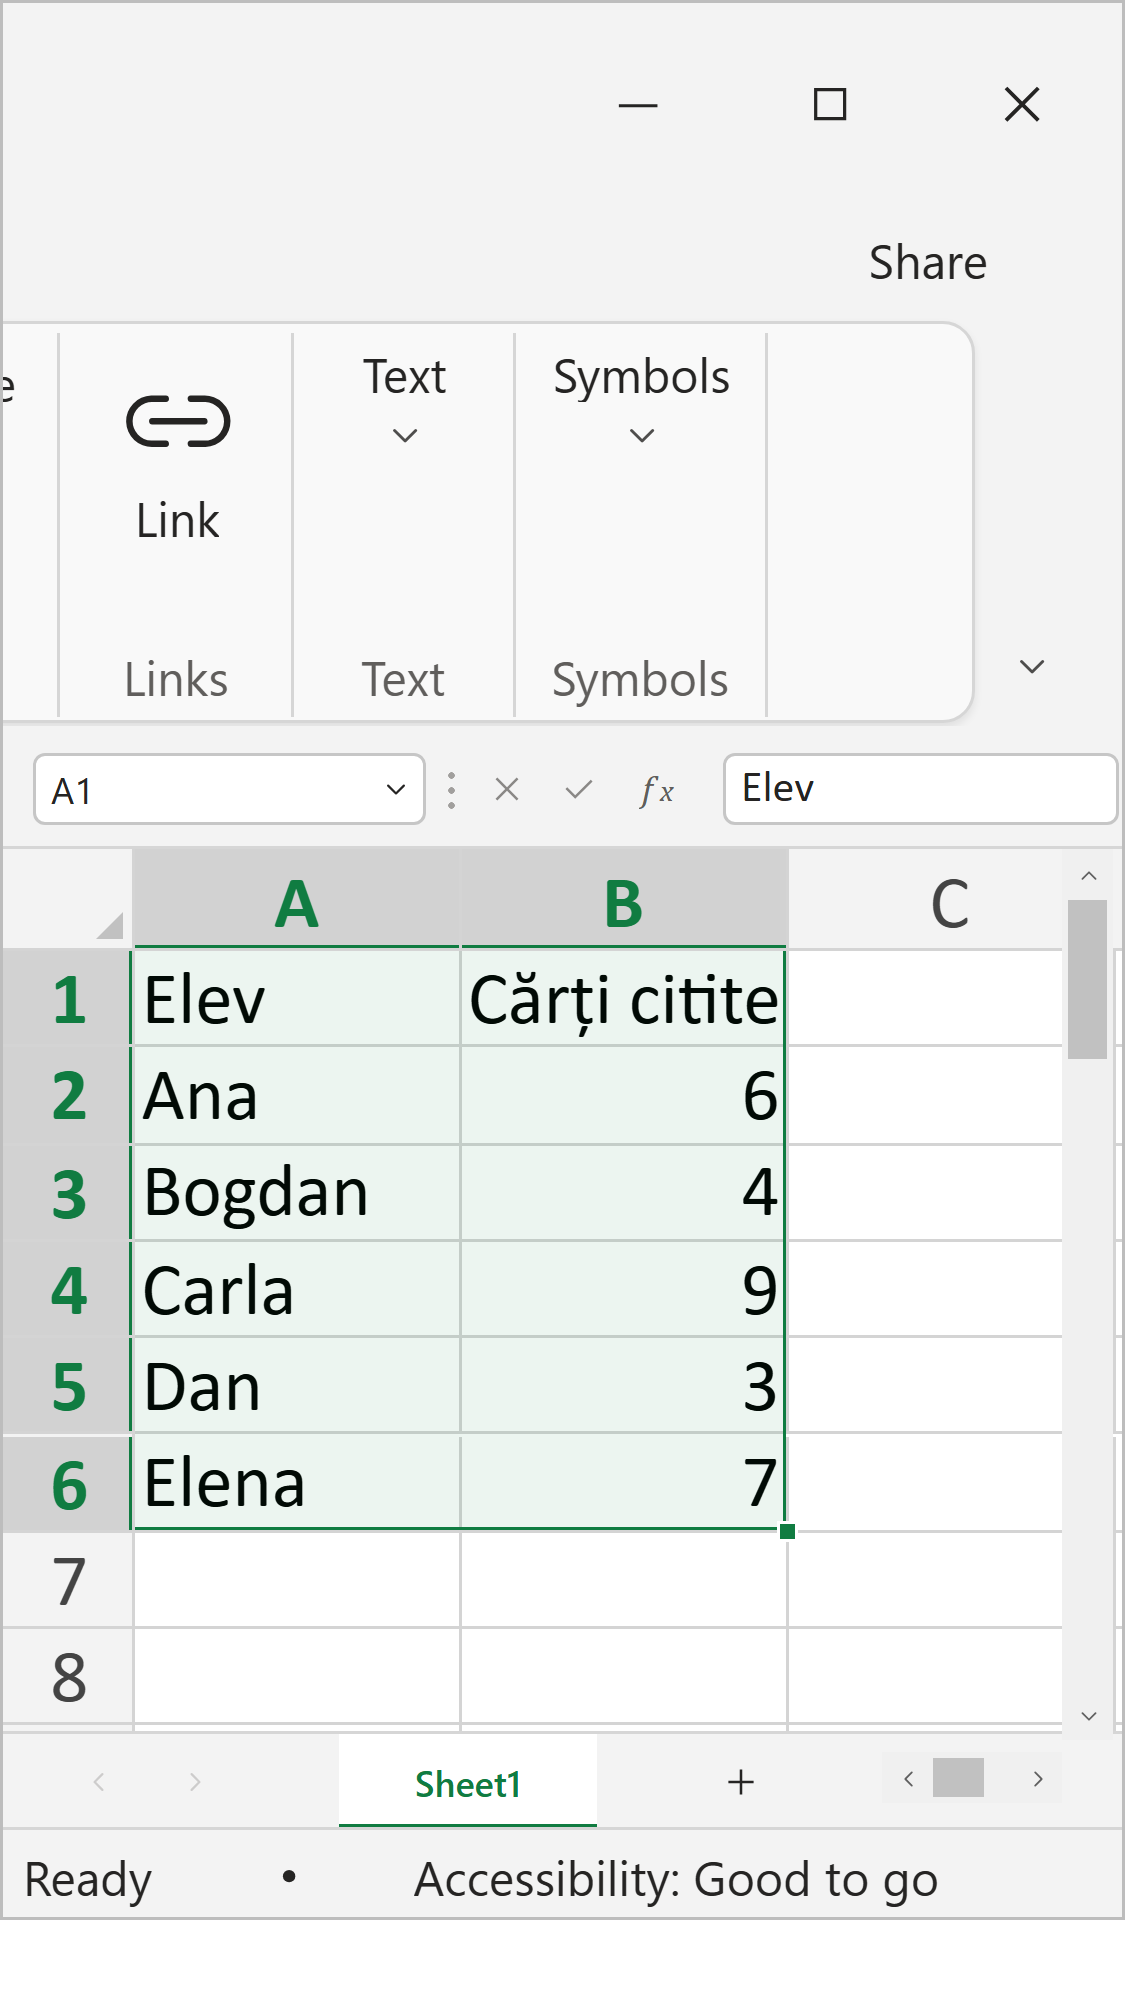 Share
e
Link
Text
Symbols
Links
Text
Symbols
A1
fx
Elev
A B C
1 Elev Cărți citite
2 Ana 6
3 Bogdan 4
4 Carla 9
5 Dan 3
6 Elena 7
7
8
Sheet1
Ready
Accessibility: Good to go